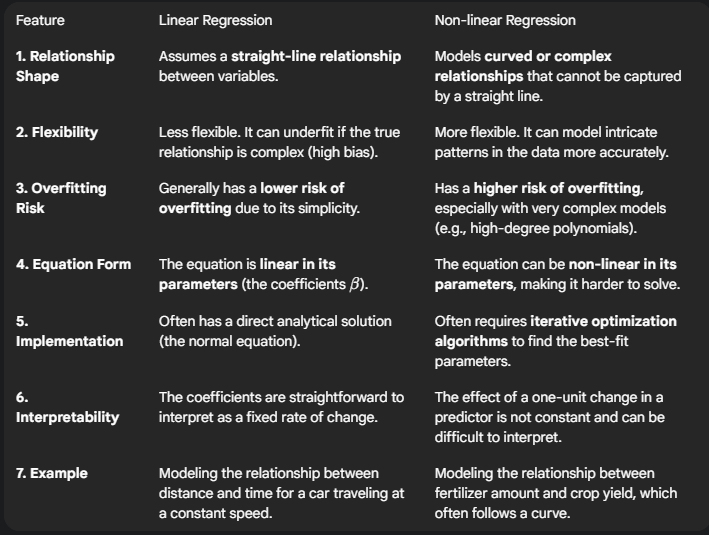 Feature Linear Regression Non-linear Regression
1. Relationship Shape
Assumes a straight-line relationship
between variables.
Models curved or complex
relationships that cannot be captured
by a straight line.
2. Flexibility
Less flexible. It can underfit if the true
relationship is complex (high bias).
More flexible. It can model intricate
patterns in the data more accurately.
3. Overfitting
Risk
Generally has a lower risk of
overfitting due to its simplicity.
Has a higher risk of overfitting,
especially with very complex models
(e.g., high-degree polynomials).
4. Equation Form
The equation is linear in its
parameters (the coefficients β).
The equation can be non-linear in its
parameters, making it harder to solve.
5.
Implementation
Often has a direct analytical solution
(the normal equation).
Often requires iterative optimization
algorithms to find the best-fit
parameters.
6.
Interpretability
The coefficients are straightforward to
interpret as a fixed rate of change.
The effect of a one-unit change in a
predictor is not constant and can be
difficult to interpret.
7. Example
Modeling the relationship between
distance and time for a car traveling at
a constant speed.
Modeling the relationship between
fertilizer amount and crop yield, which
often follows a curve.